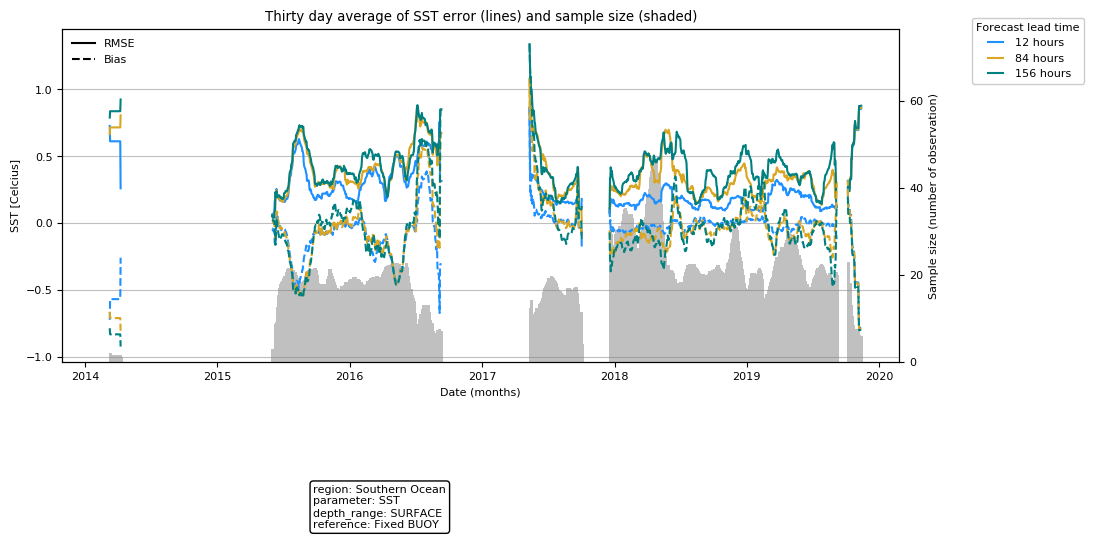 Thirty day average of SST error (lines) and sample size (shaded)
RMSE
Bias
Forecast lead time
12 hours
84 hours
156 hours
SST [Celcius]
1.0
0.5
0.0
−0.5
−1.0
60
40
20
0
Sample size (number of observation)
2014
2015
2016
2017
2018
2019
2020
Date (months)
region: Southern Ocean
parameter: SST
depth_range: SURFACE
reference: Fixed BUOY